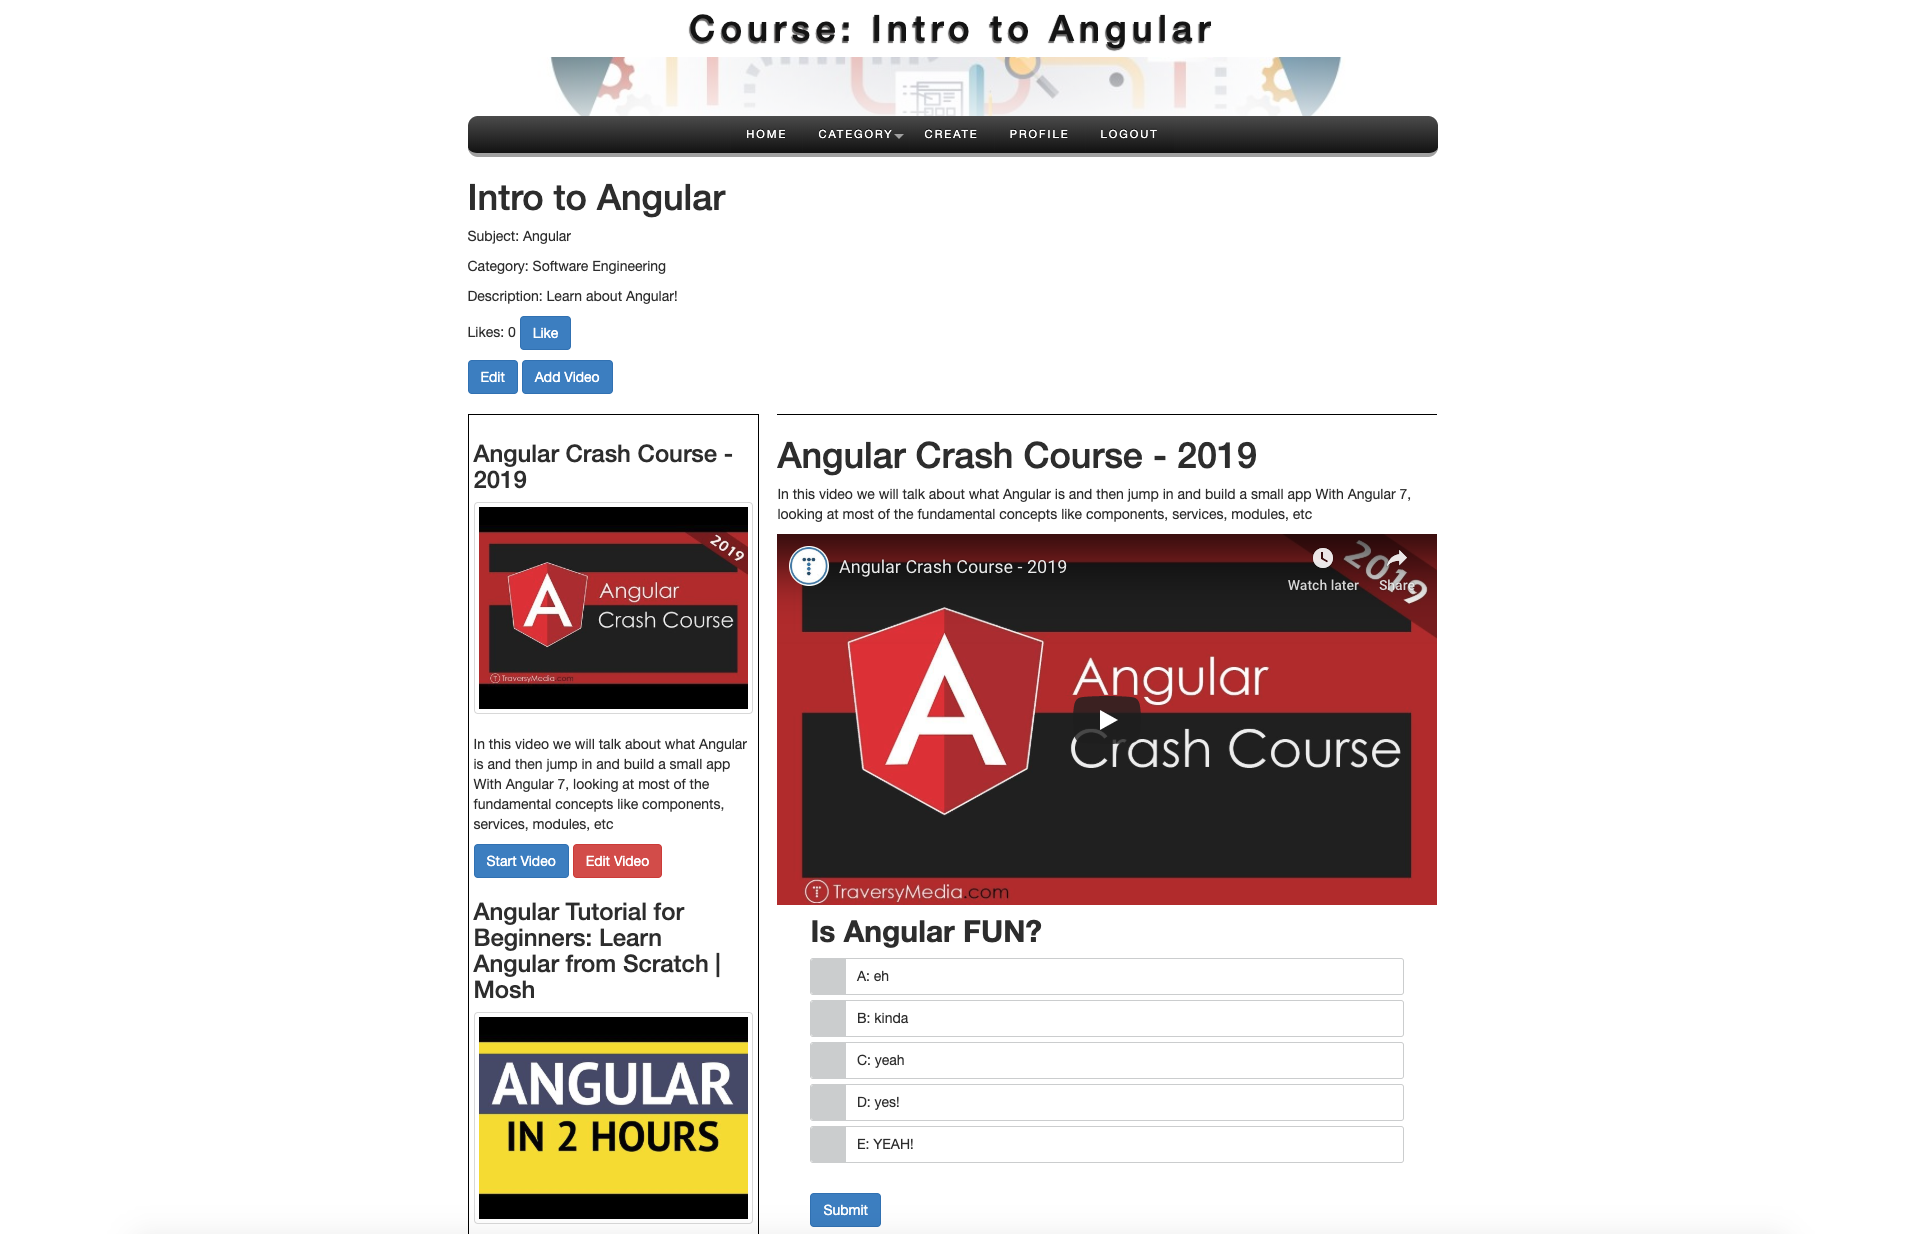 Course: Intro to Angular
HOME CATEGORY CREATE PROFILE LOGOUT
Intro to Angular
Subject: Angular
Category: Software Engineering
Description: Learn about Angular!
Likes: 0 Like
Edit Add Video
Angular Crash Course -
2019
2019
Angular
Crash Course
TraversyMedia.com
In this video we will talk about what Angular
is and then jump in and build a small app
With Angular 7, looking at most of the
fundamental concepts like components,
services, modules, etc
Start Video Edit Video
Angular Tutorial for
Beginners: Learn
Angular from Scratch |
Mosh
ANGULAR
IN 2 HOURS
Angular Crash Course - 2019
In this video we will talk about what Angular is and then jump in and build a small app With Angular 7,
looking at most of the fundamental concepts like components, services, modules, etc
Angular Crash Course - 2019
Watch later Share
2019
Angular
Crash Course
TraversyMedia.com
Is Angular FUN?
A: eh
B: kinda
C: yeah
D: yes!
E: YEAH!
Submit